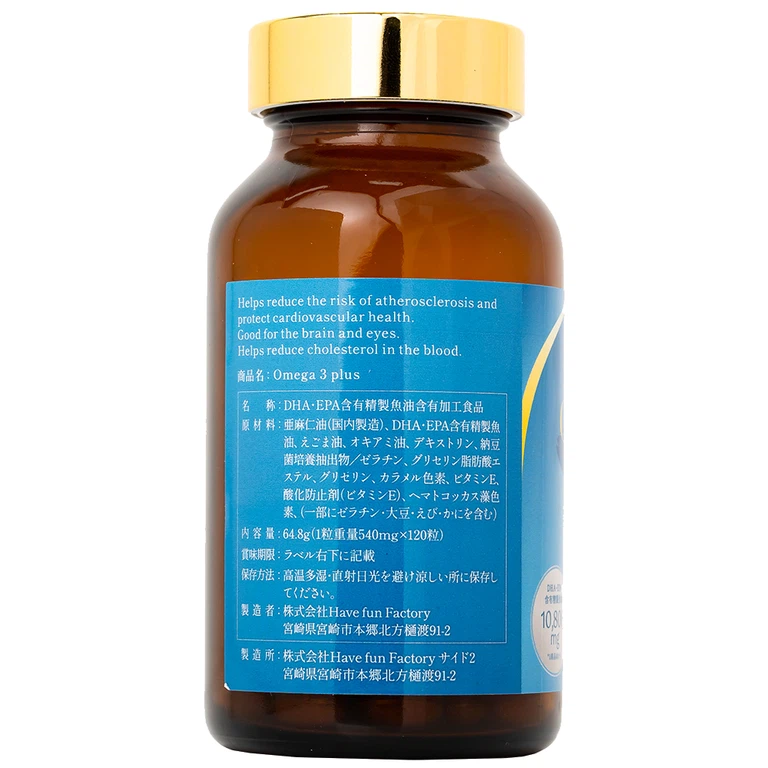 Helps reduce the risk of atherosclerosis and
protect cardiovascular health.
Good for the brain and eyes.
Helps reduce cholesterol in the blood.
商品名：Omega 3 plus
名 称：DHA・EPA含有精製魚油含有加工食品
原材料：亜麻仁油（国内製造）、DHA・EPA含有精製魚
油、えごま油、オキアミ油、デキストリン、納豆
菌培養抽出物／ゼラチン、グリセリン脂肪酸エ
ステル、グリセリン、カラメル色素、ビタミンE、
酸化防止剤（ビタミンE）、ヘマトコッカス藻色
素、（一部にゼラチン・大豆・えび・かにを含む）
内容量：64.8g（1粒重量540mg×120粒）
賞味期限：ラベル右下に記載
保存方法：高温多湿・直射日光を避け涼しい所に保存し
てください。
製造者：株式会社Have fun Factory
宮崎県宮崎市本郷北方樋渡91-2
製造所：株式会社Have fun Factory サイド2
宮崎県宮崎市本郷北方樋渡91-2
DHA・EPA
10,80
mg